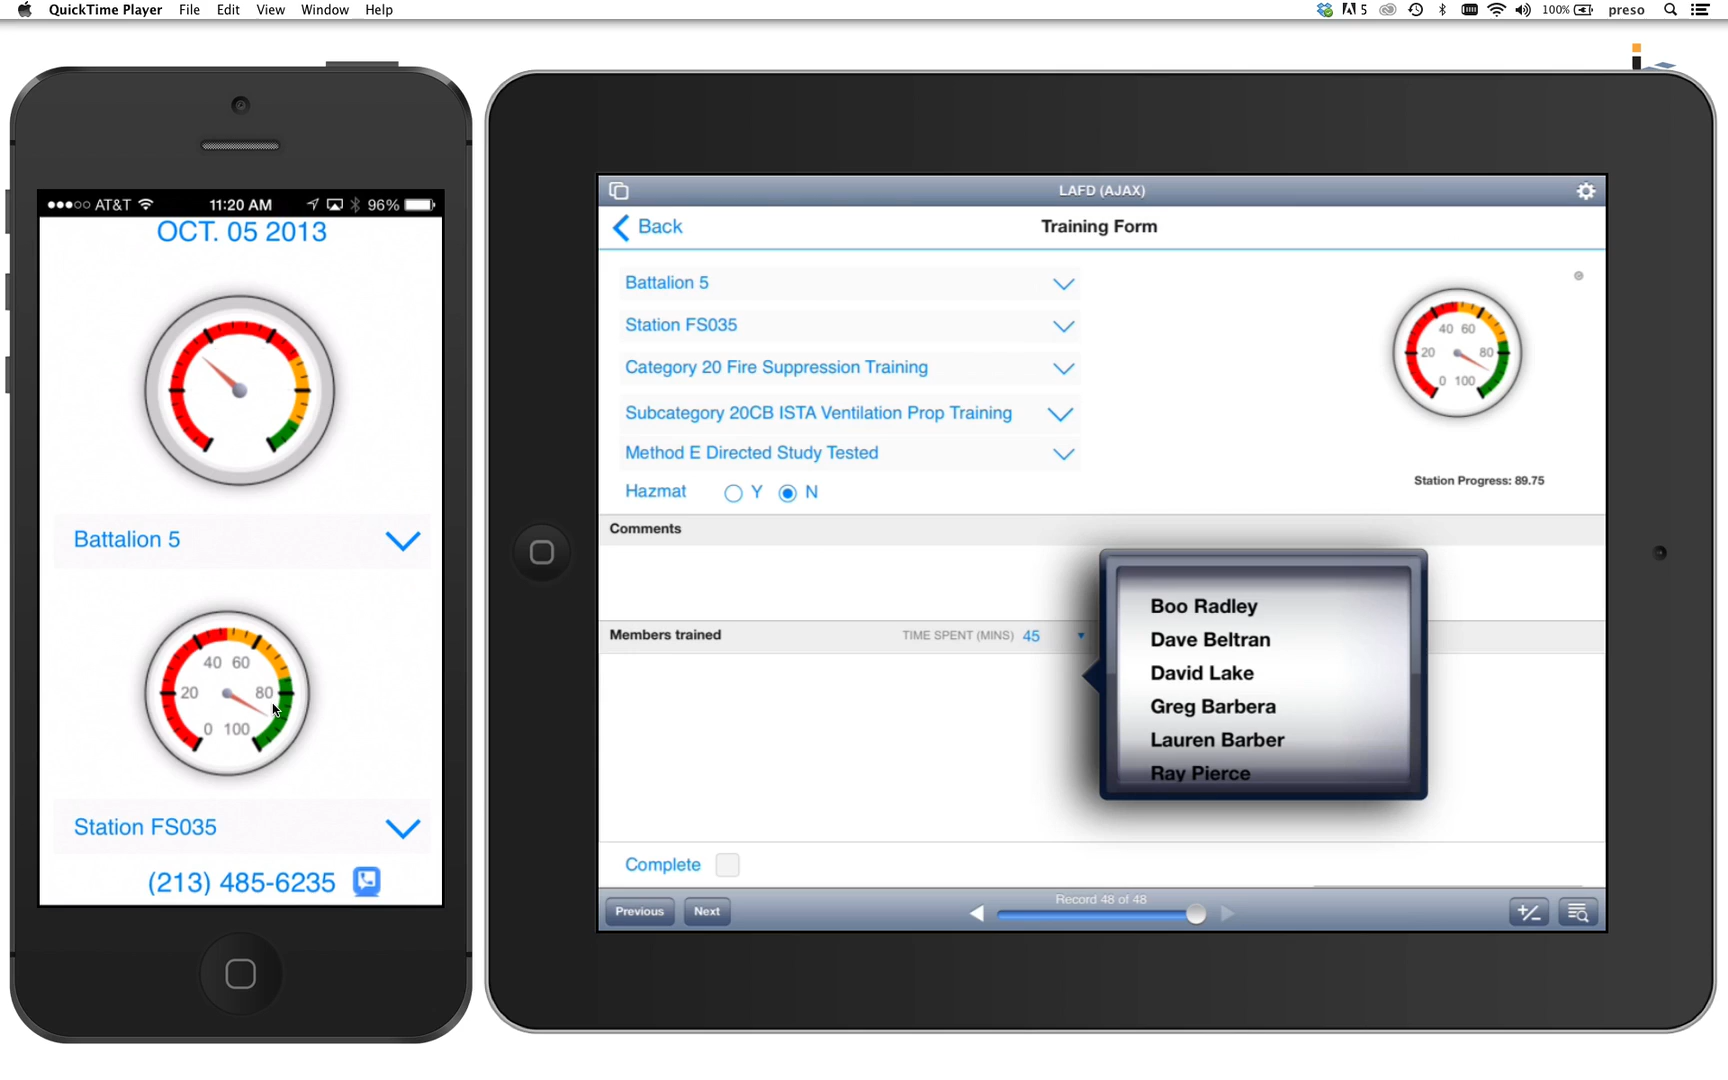 QuickTime Player File Edit View Window Help
5 100% preso
AT&T 11:20 AM 96%
OCT. 05 2013
Battalion 5
40 60
20 80
0 100
Station FS035
(213) 485-6235
LAFD (AJAX)
Back Training Form
Battalion 5
Station FS035
Category 20 Fire Suppression Training
Subcategory 20CB ISTA Ventilation Prop Training
Method E Directed Study Tested
Hazmat Y N
40 60
20 80
0 100
Station Progress: 89.75
Comments
Members trained TIME SPENT (MINS) 45
Boo Radley
Dave Beltran
David Lake
Greg Barbera
Lauren Barber
Ray Pierce
Complete
Previous Next Record 48 of 48